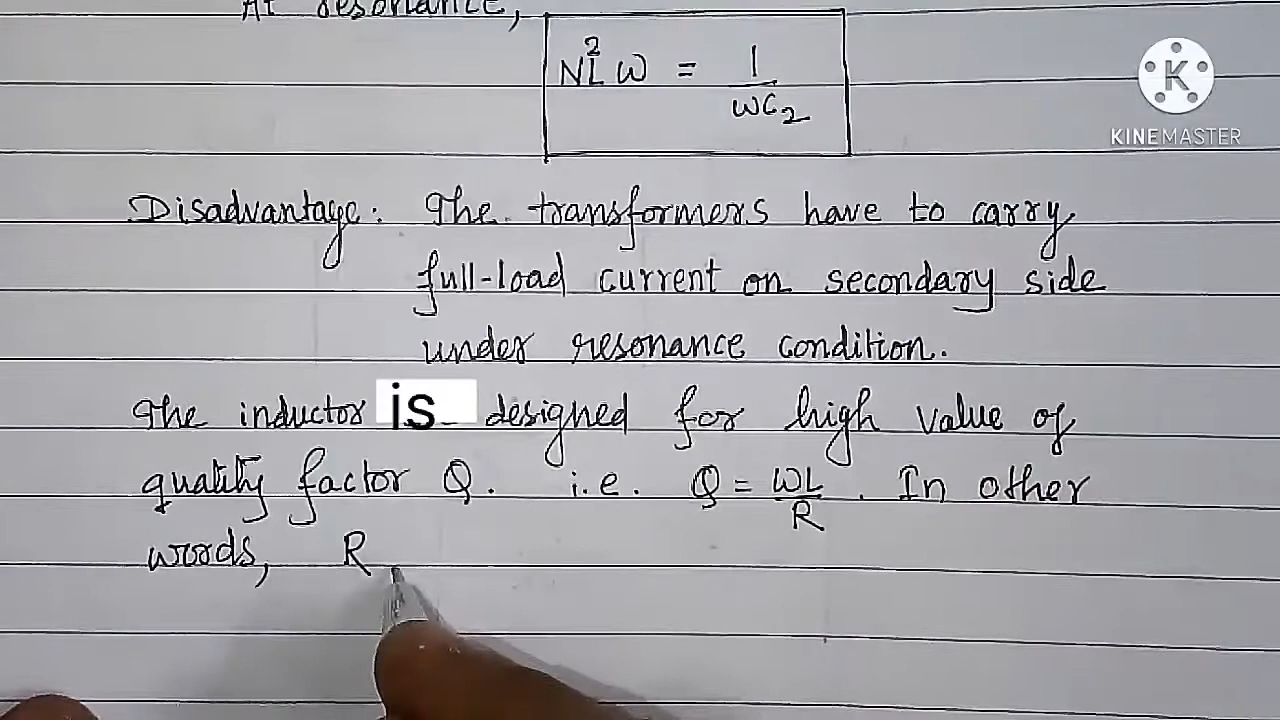 At resonance,
NL²ω = 1/ωC₂
K
KINEMASTER
Disadvantage: The transformers have to carry
full-load current on secondary side
under resonance condition.
The inductor is designed for high value of
quality factor Q. i.e. Q = ωL/R. In other
words, R